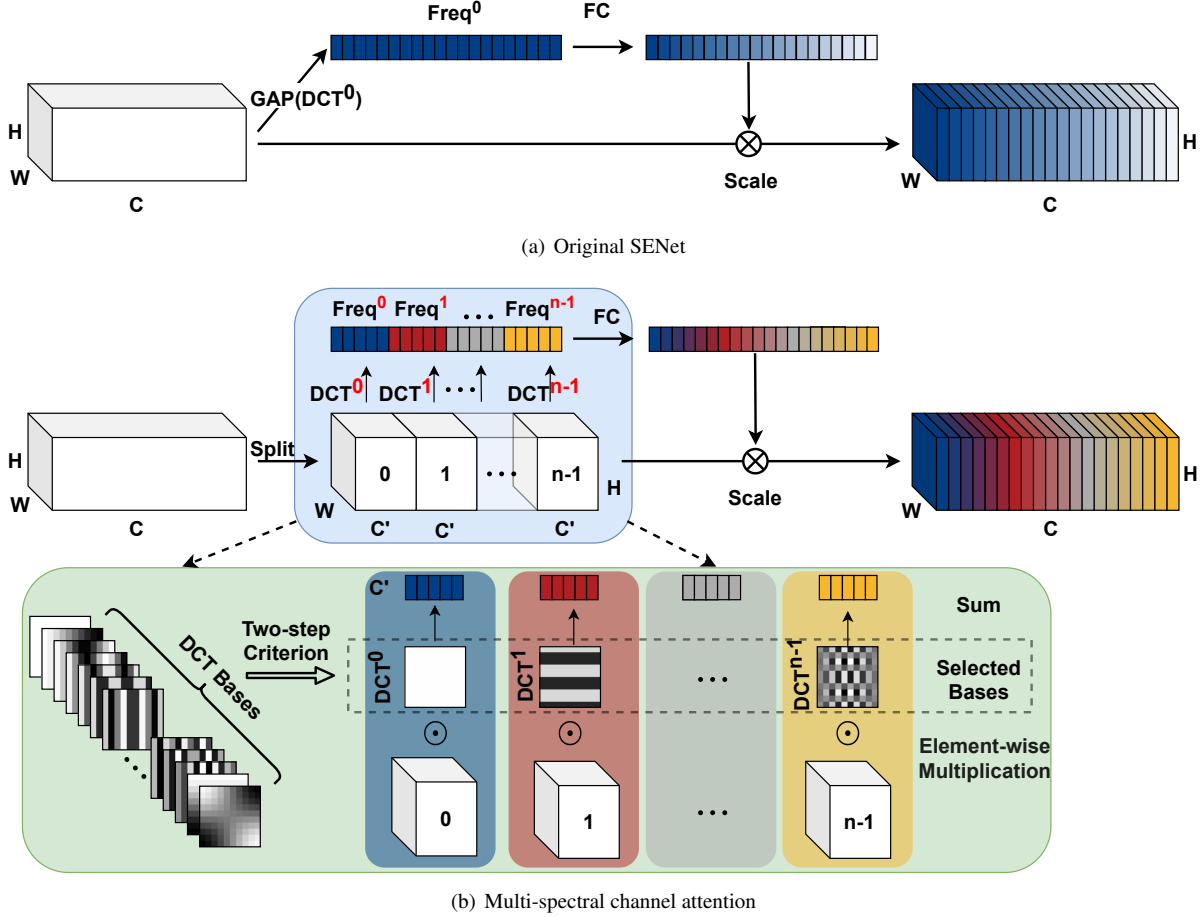 Freq⁰
FC
GAP(DCT⁰)
H
W
C
Scale
W
C
H
(a) Original SENet
Freq⁰ Freq¹ ... Freqⁿ⁻¹
FC
DCT⁰ DCT¹ ... DCTⁿ⁻¹
Split
H
W
C
0 1 ... n-1
H
W
C' C' C'
Scale
W
C
H
C'
Sum
DCT Bases
Two-step
Criterion
DCT⁰
DCT¹
...
DCTⁿ⁻¹
Selected
Bases
Element-wise
Multiplication
...
0
1
...
n-1
(b) Multi-spectral channel attention